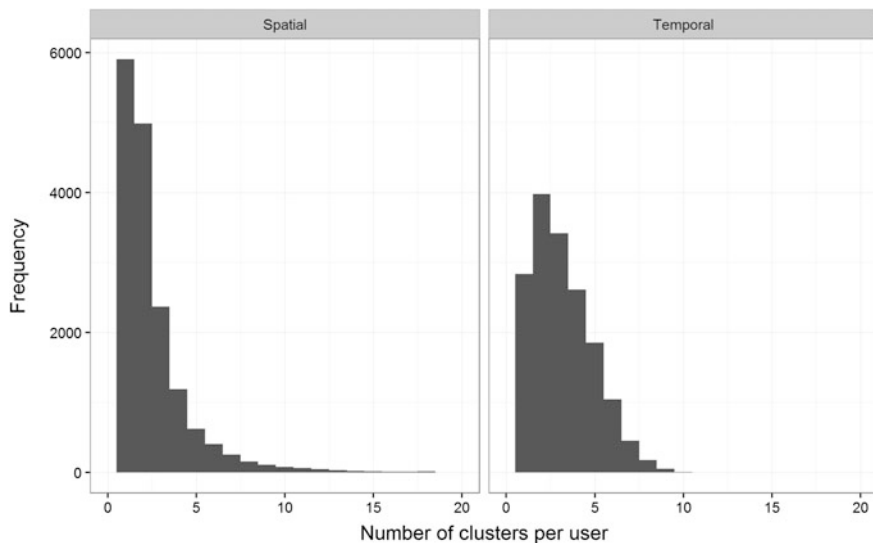 Spatial Temporal
6000
4000
2000
0
Frequency
0 5 10 15 20 0 5 10 15 20
Number of clusters per user